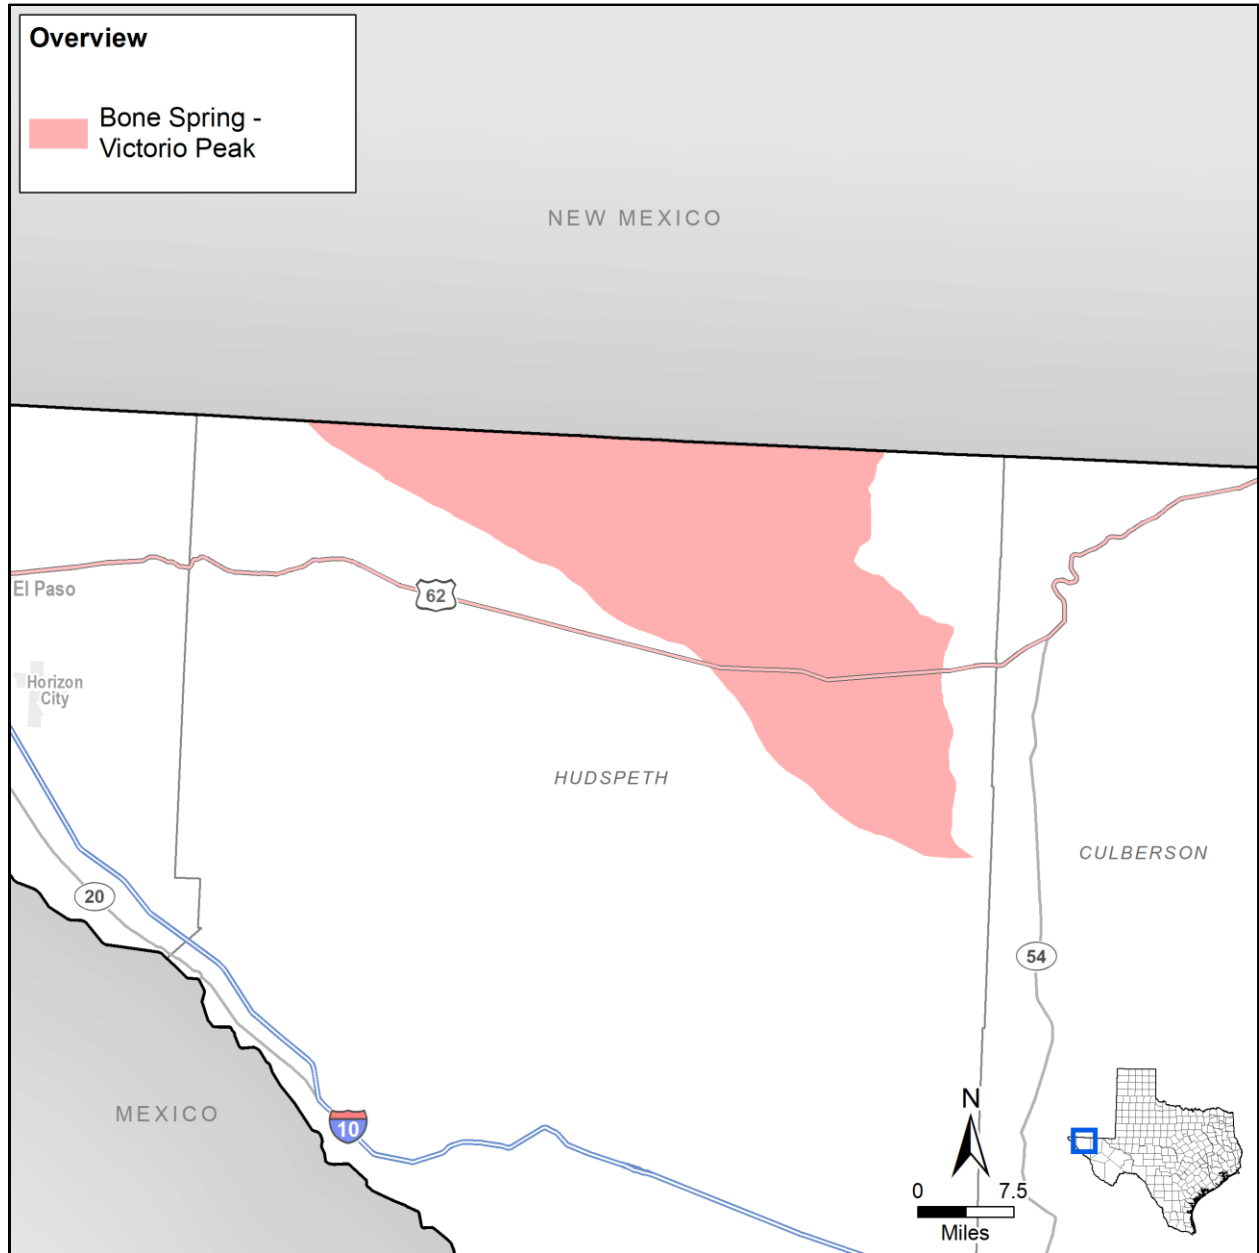 Overview
Bone Spring -
Victorio Peak
NEW MEXICO
El Paso
62
Horizon
City
HUDSPETH
CULBERSON
20
54
MEXICO
10
N
0 7.5
Miles